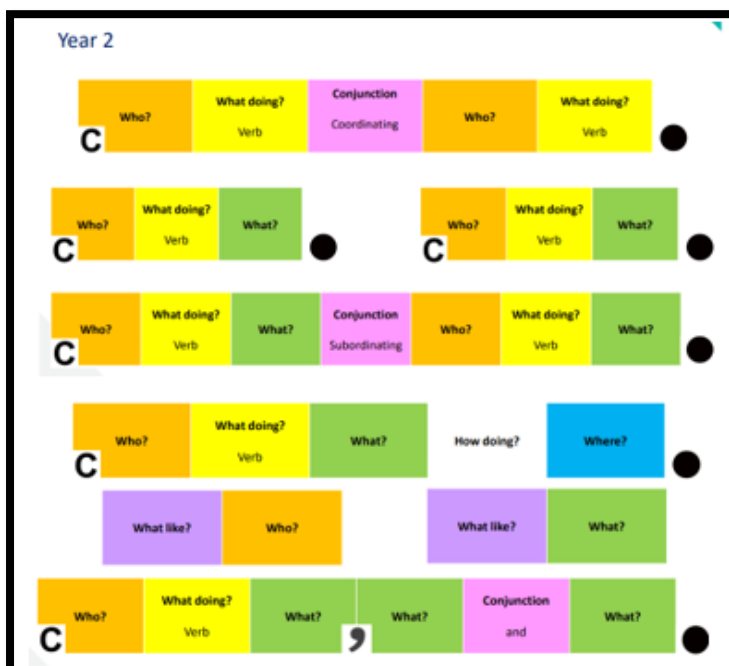 Year 2
Who? What doing? Conjunction Who? What doing?
Verb Coordinating Verb
C .
Who? What doing? What? Who? What doing? What?
Verb Verb
C . C .
Who? What doing? What? Conjunction Who? What doing? What?
Verb Subordinating Verb
C .
Who? What doing? What? How doing? Where?
Verb
C .
What like? Who? What like? What?
Who? What doing? What? , What? Conjunction What?
Verb and
C .